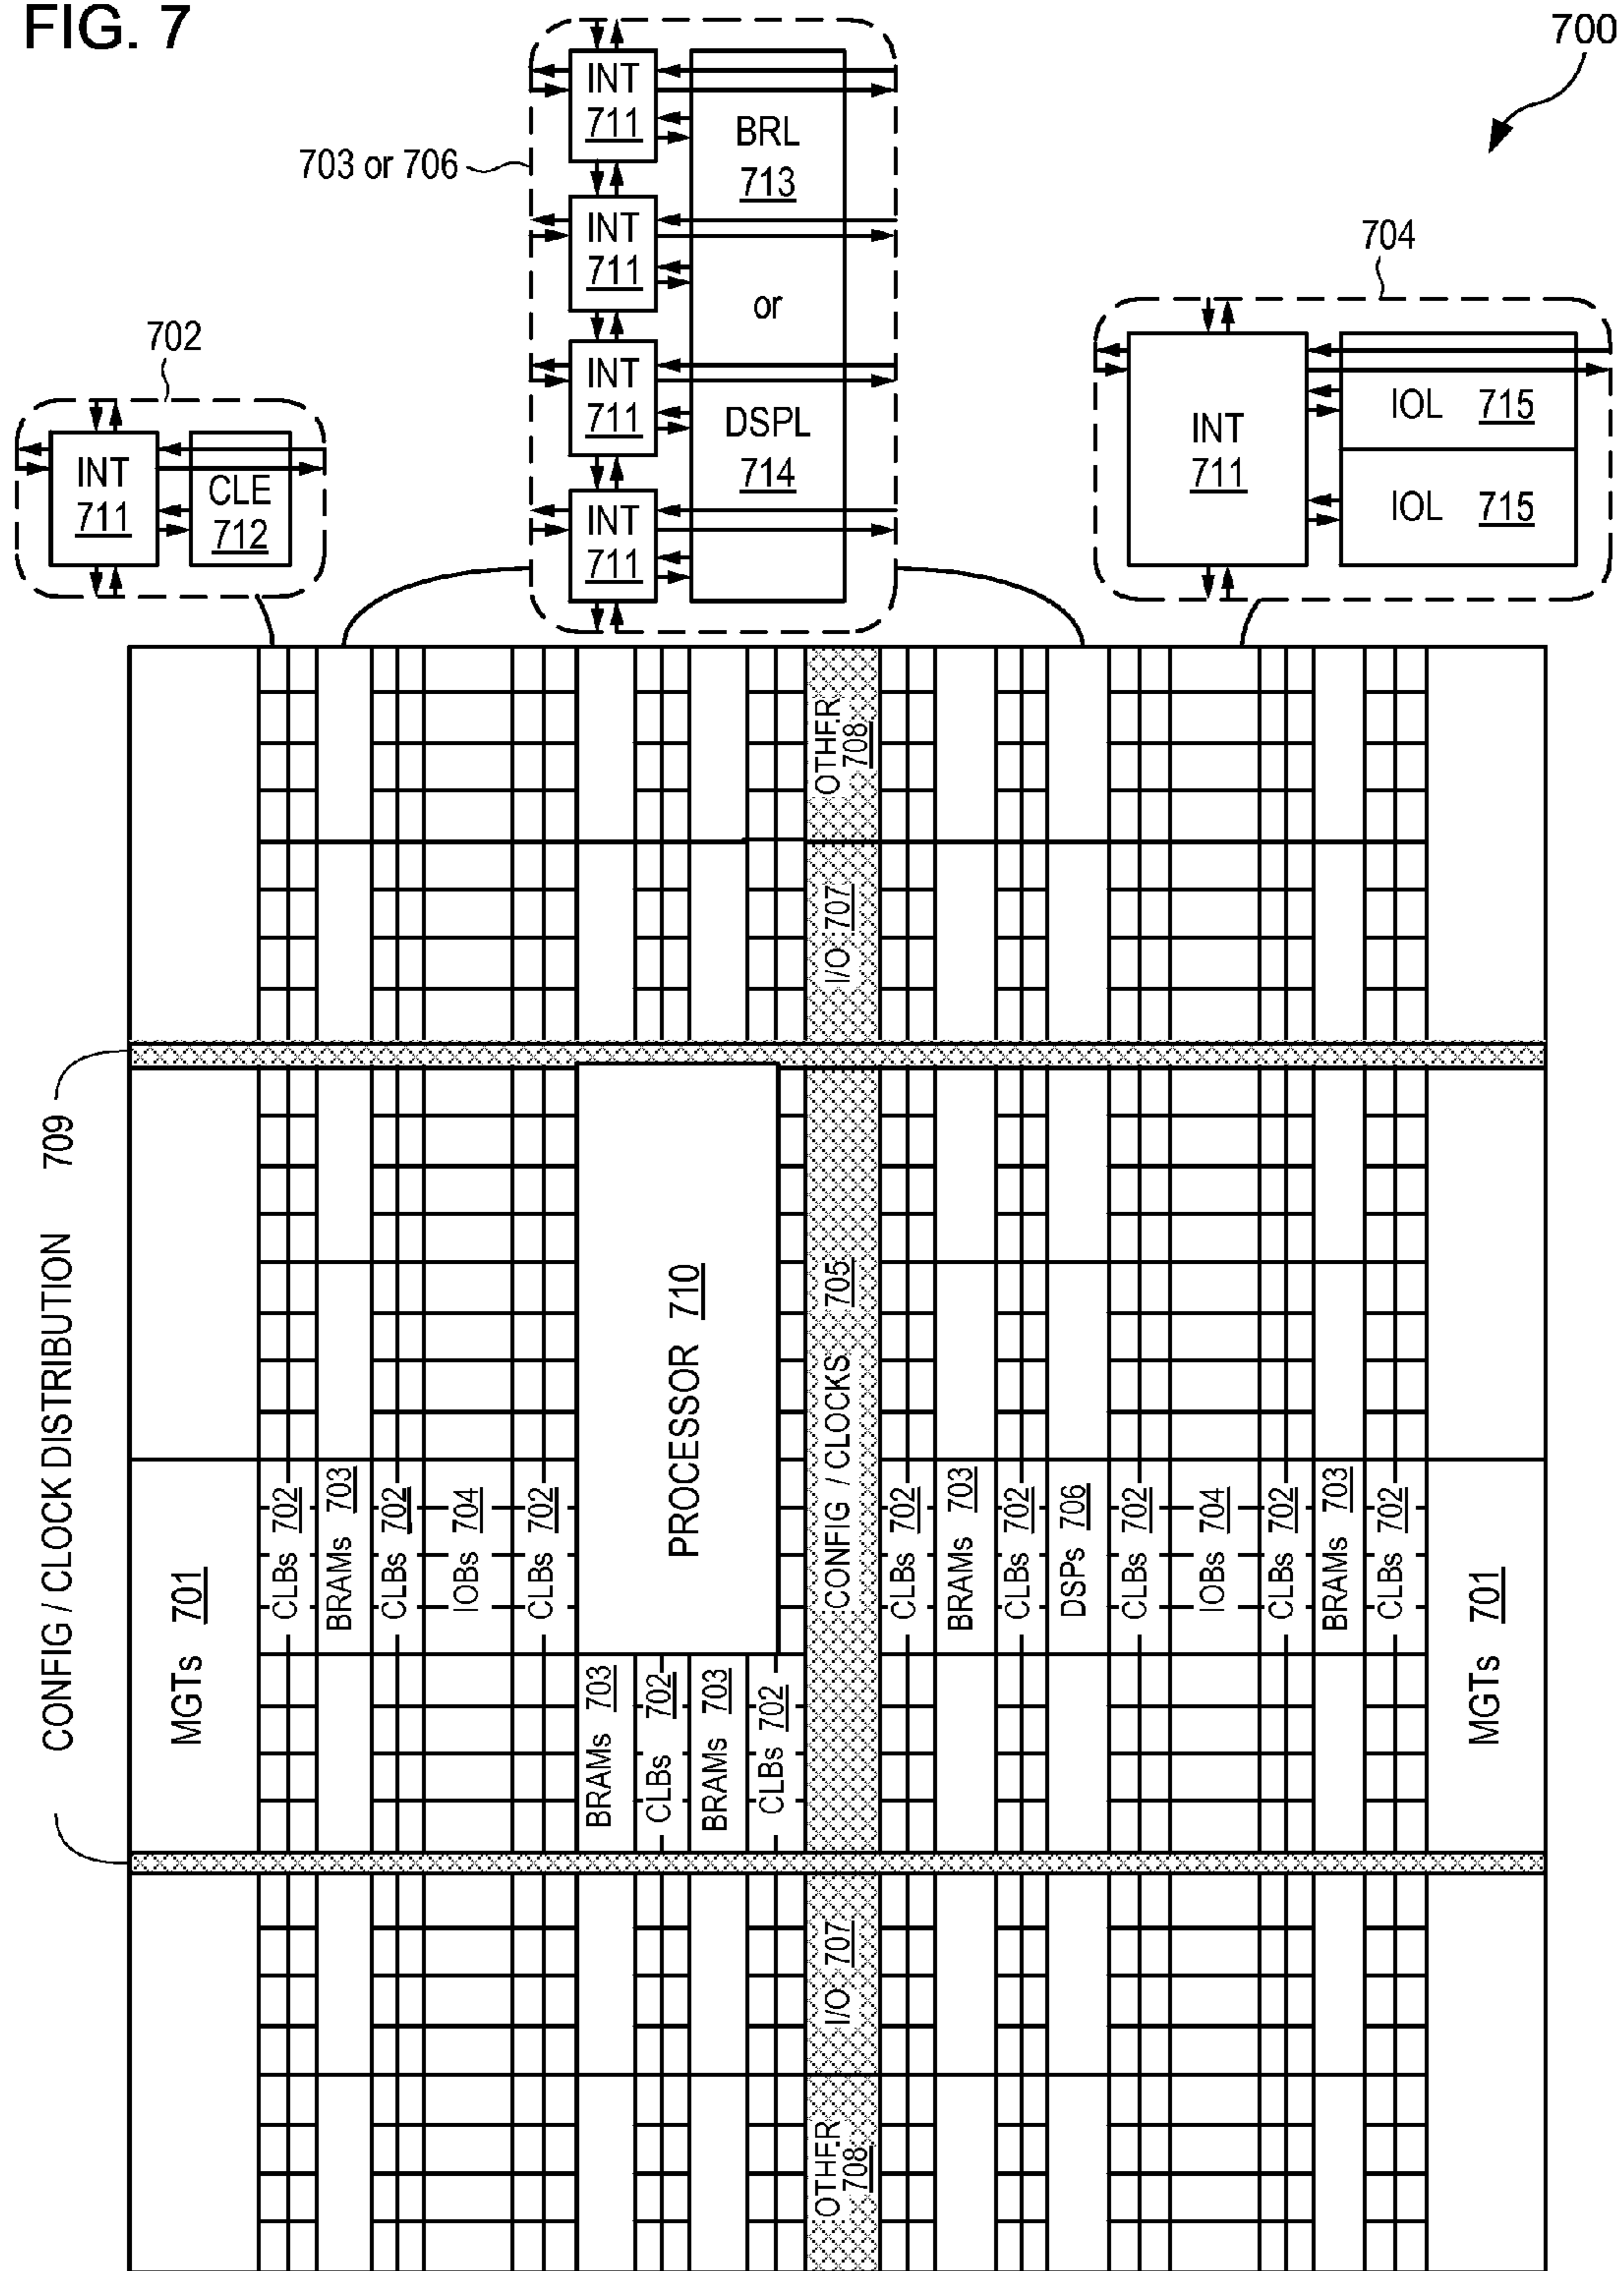 FIG. 7
700
703 or 706
INT
711
INT
711
INT
711
INT
711
BRL
713
or
DSPL
714
704
INT
711
IOL 715
IOL 715
702
INT
711
CLE
712
OTHER
708
I/O 707
CONFIG / CLOCK DISTRIBUTION 709
PROCESSOR 710
CONFIG / CLOCKS 705
MGTs 701
CLBs 702
BRAMs 703
CLBs 702
IOBs 704
CLBs 702
BRAMs 703
CLBs 702
BRAMs 703
CLBs 702
CLBs 702
BRAMs 703
CLBs 702
DSPs 706
CLBs 702
IOBs 704
CLBs 702
BRAMs 703
CLBs 702
MGTs 701
I/O 707
OTHER
708